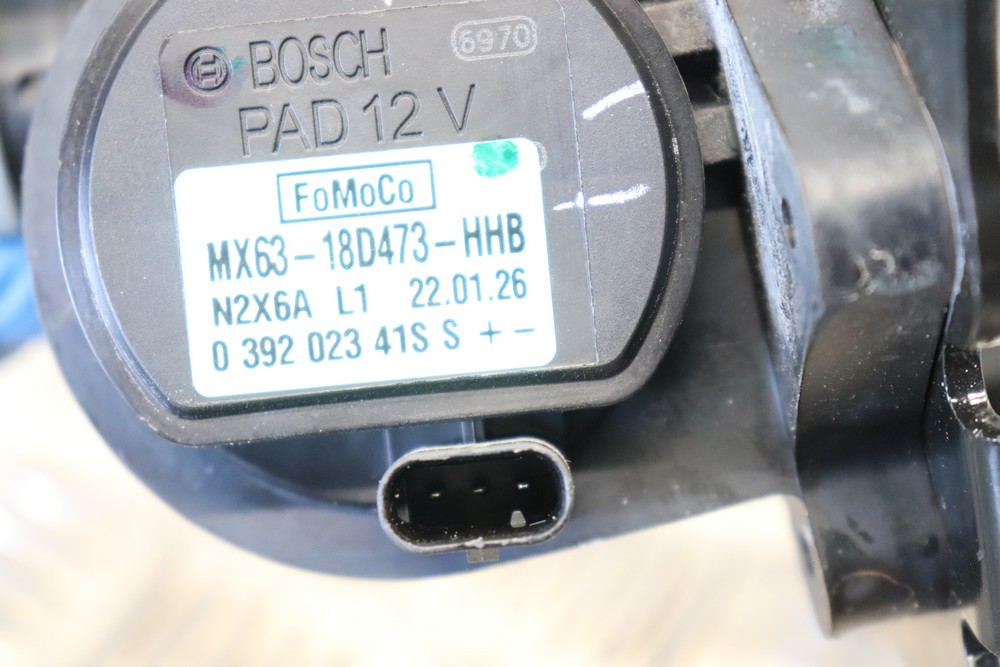 BOSCH 6970
PAD 12 V
FoMoCo
MX63-18D473-HHB
N2X6A L1 22.01.26
0 392 023 41S S + -